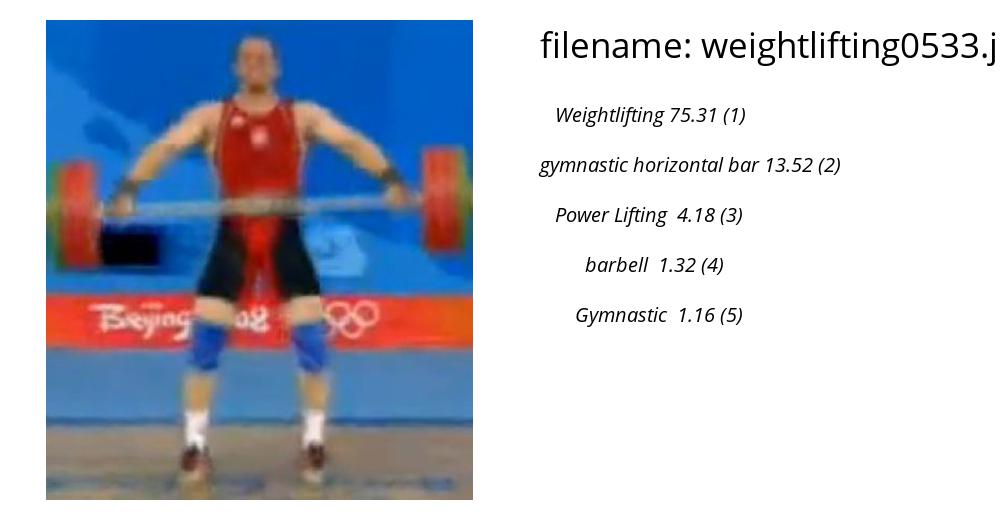 filename: weightlifting0533.j
Weightlifting 75.31 (1)
gymnastic horizontal bar 13.52 (2)
Power Lifting 4.18 (3)
barbell 1.32 (4)
Gymnastic 1.16 (5)
Beijing